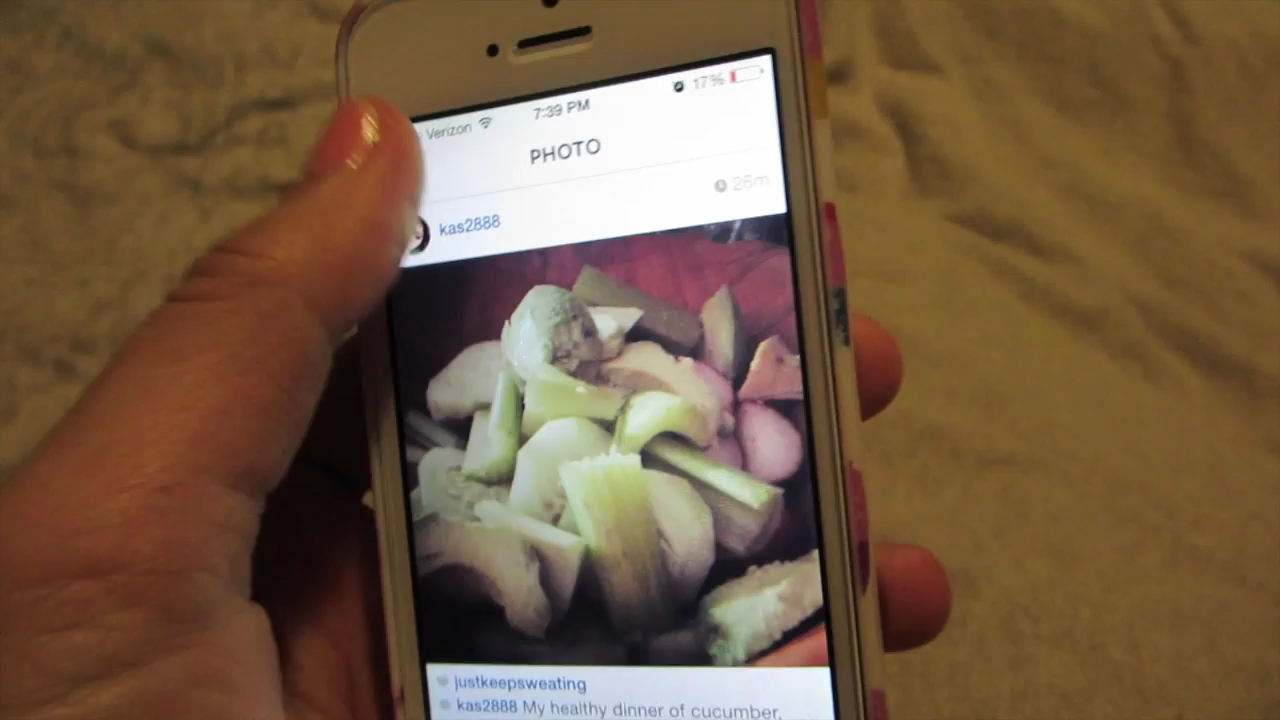 Verizon 7:39 PM 17%
PHOTO
26m
kas2888
justkeepsweating
kas2888 My healthy dinner of cucumber,